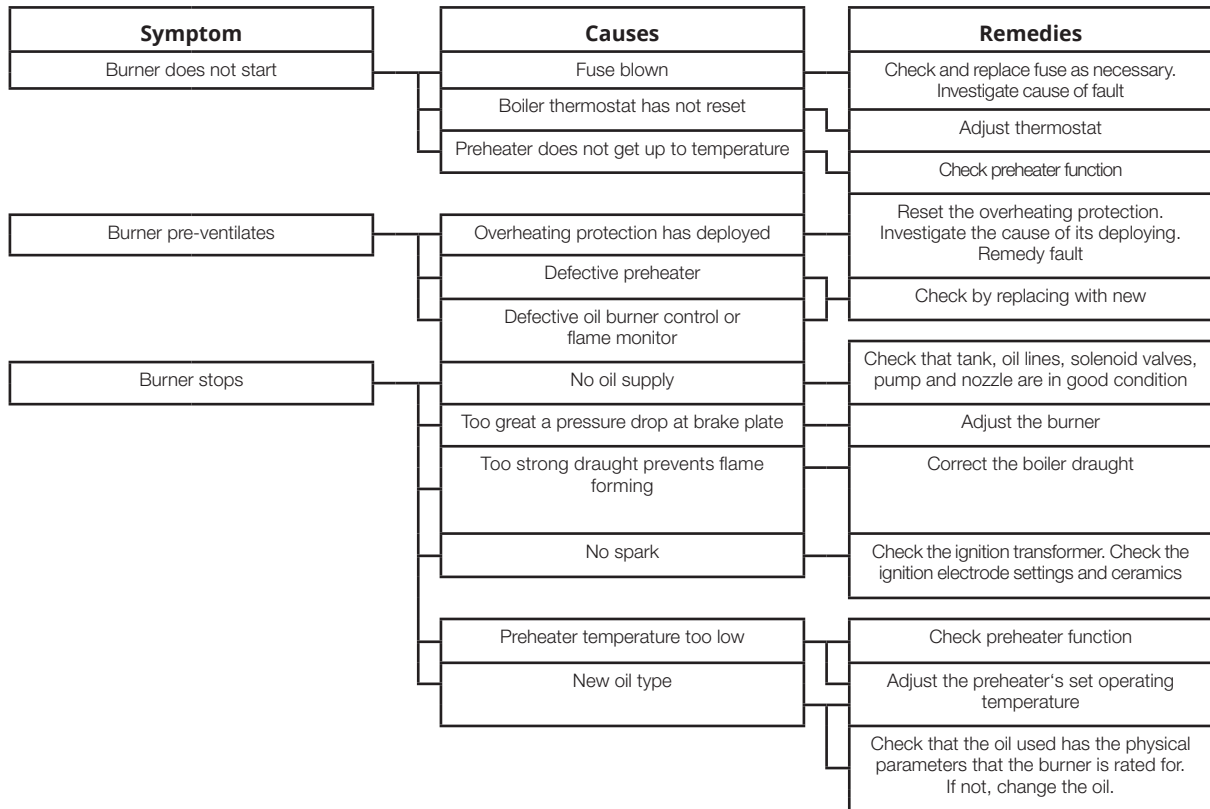 Symptom
Causes
Remedies
Burner does not start
Fuse blown
Check and replace fuse as necessary.
Investigate cause of fault
Boiler thermostat has not reset
Adjust thermostat
Preheater does not get up to temperature
Check preheater function
Burner pre-ventilates
Overheating protection has deployed
Reset the overheating protection.
Investigate the cause of its deploying.
Remedy fault
Defective preheater
Check by replacing with new
Defective oil burner control or
flame monitor
Burner stops
No oil supply
Check that tank, oil lines, solenoid valves,
pump and nozzle are in good condition
Too great a pressure drop at brake plate
Adjust the burner
Too strong draught prevents flame
forming
Correct the boiler draught
No spark
Check the ignition transformer. Check the
ignition electrode settings and ceramics
Preheater temperature too low
Check preheater function
New oil type
Adjust the preheater‘s set operating
temperature
Check that the oil used has the physical
parameters that the burner is rated for.
If not, change the oil.